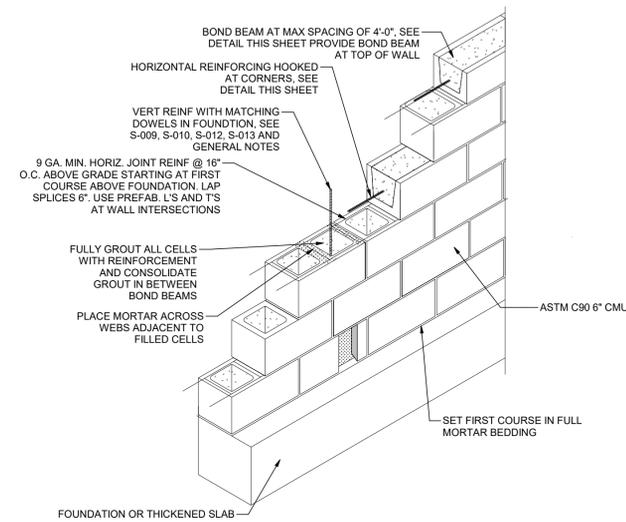 BOND BEAM AT MAX SPACING OF 4'-0", SEE
DETAIL THIS SHEET PROVIDE BOND BEAM
AT TOP OF WALL
HORIZONTAL REINFORCING HOOKED
AT CORNERS, SEE
DETAIL THIS SHEET
VERT REINF WITH MATCHING
DOWELS IN FOUNDTION, SEE
S-009, S-010, S-012, S-013 AND
GENERAL NOTES
9 GA. MIN. HORIZ. JOINT REINF @ 16"
O.C. ABOVE GRADE STARTING AT FIRST
COURSE ABOVE FOUNDATION. LAP
SPLICES 6". USE PREFAB. L'S AND T'S
AT WALL INTERSECTIONS
FULLY GROUT ALL CELLS
WITH REINFORCEMENT
AND CONSOLIDATE
GROUT IN BETWEEN
BOND BEAMS
PLACE MORTAR ACROSS
WEBS ADJACENT TO
FILLED CELLS
ASTM C90 6" CMU
SET FIRST COURSE IN FULL
MORTAR BEDDING
FOUNDATION OR THICKENED SLAB